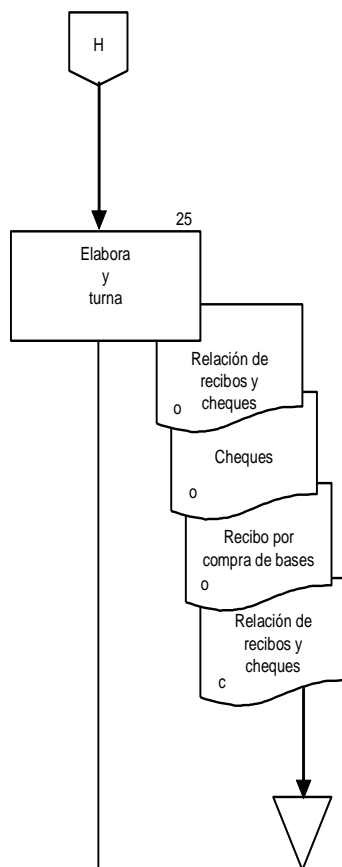 H
25
Elabora
y
turna
Relación de
recibos y
cheques
o
Cheques
o
Recibo por
compra de bases
o
Relación de
recibos y
cheques
c